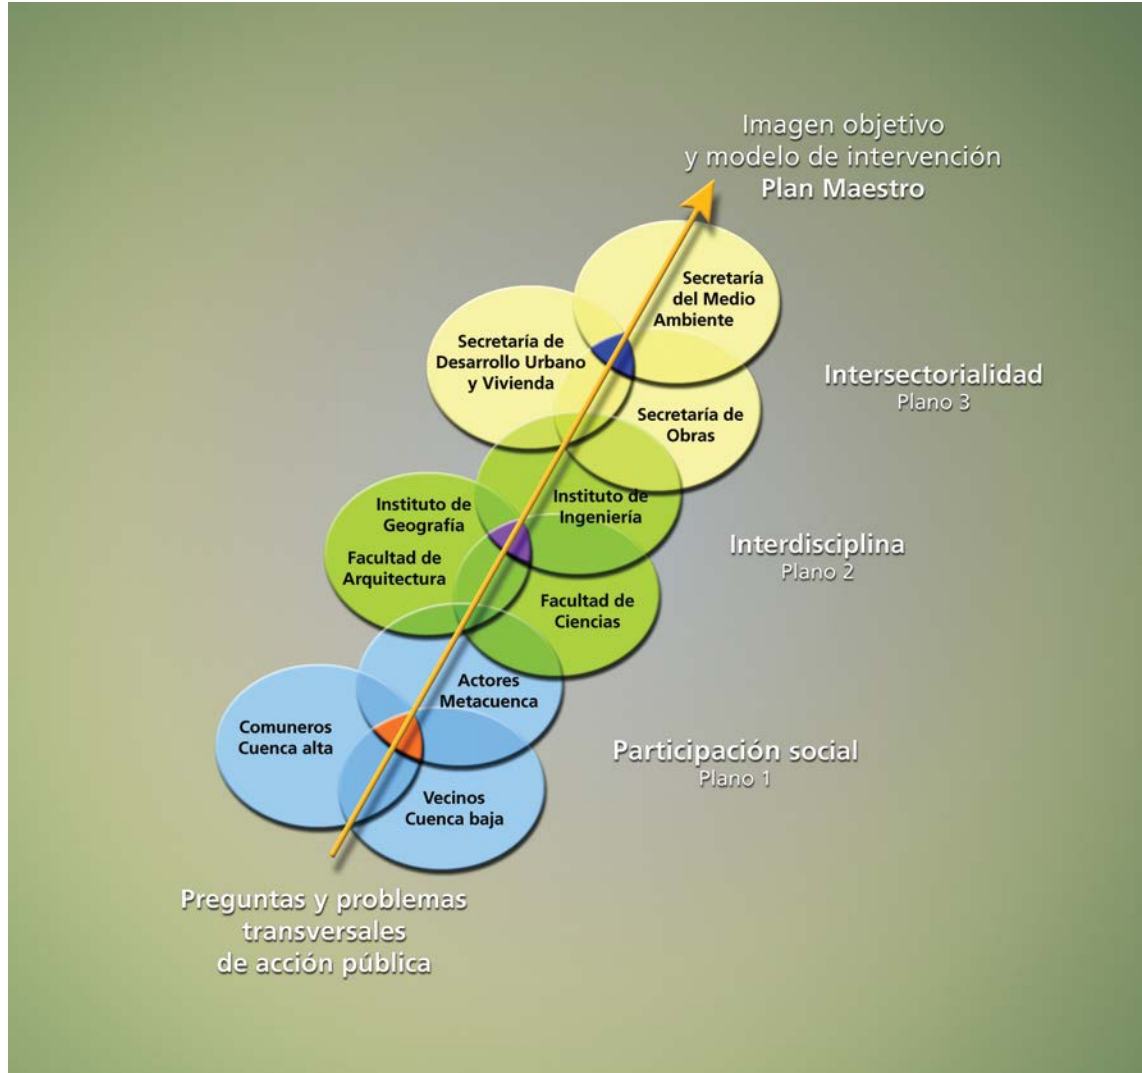 Imagen objetivo
y modelo de intervención
Plan Maestro
Secretaría
del Medio
Ambiente
Secretaría de
Desarrollo Urbano
y Vivienda
Secretaría de
Obras
Intersectorialidad
Plano 3
Instituto de
Geografía
Facultad de
Arquitectura
Instituto de
Ingeniería
Facultad de
Ciencias
Interdisciplina
Plano 2
Actores
Metacuenca
Comuneros
Cuenca alta
Vecinos
Cuenca baja
Participación social
Plano 1
Preguntas y problemas
transversales
de acción pública